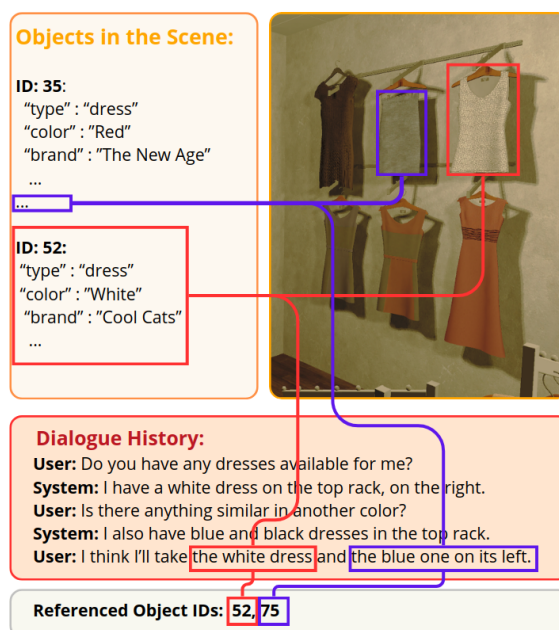 Objects in the Scene:
ID: 35:
“type” : “dress”
“color” : ”Red”
“brand” : ”The New Age”
...
...
ID: 52:
“type” : “dress”
“color” : ”White”
“brand” : ”Cool Cats”
...
Dialogue History:
User: Do you have any dresses available for me?
System: I have a white dress on the top rack, on the right.
User: Is there anything similar in another color?
System: I also have blue and black dresses in the top rack.
User: I think I’ll take the white dress and the blue one on its left.
Referenced Object IDs: 52, 75